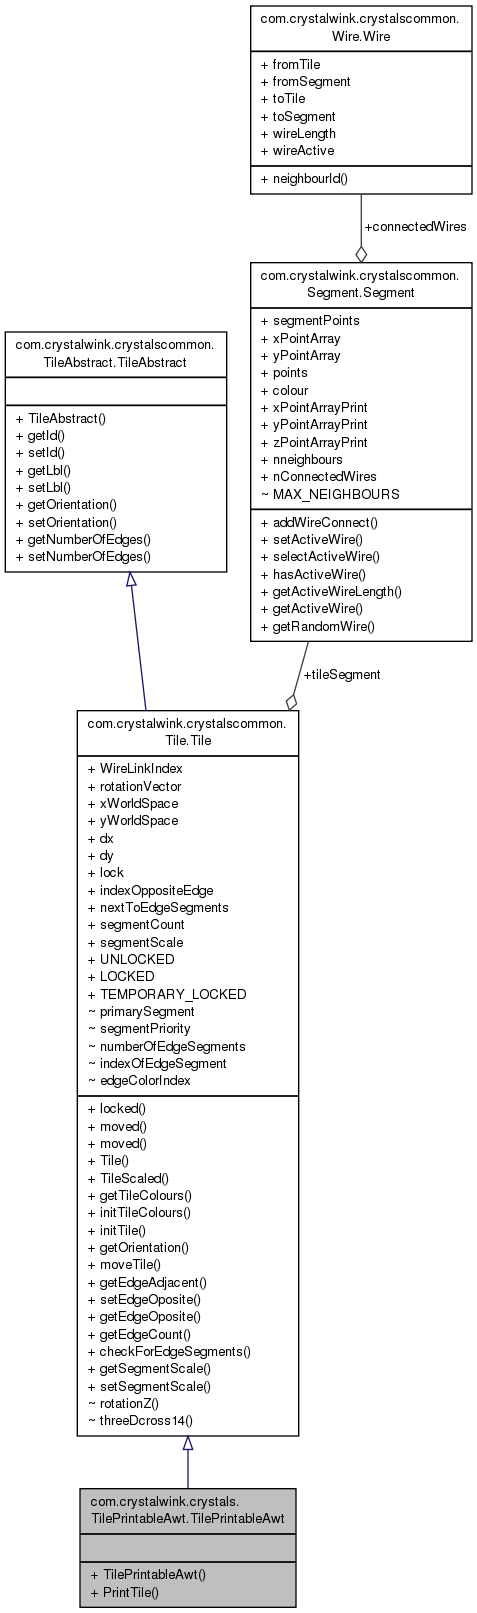 com.crystalwink.crystalscommon.
Wire.Wire
+ fromTile
+ fromSegment
+ toTile
+ toSegment
+ wireLength
+ wireActive
+ neighbourId()
+connectedWires
com.crystalwink.crystalscommon.
Segment.Segment
+ segmentPoints
+ xPointArray
+ yPointArray
+ points
+ colour
+ xPointArrayPrint
+ yPointArrayPrint
+ zPointArrayPrint
+ nneighbours
+ nConnectedWires
~ MAX_NEIGHBOURS
+ addWireConnect()
+ setActiveWire()
+ selectActiveWire()
+ hasActiveWire()
+ getActiveWireLength()
+ getActiveWire()
+ getRandomWire()
com.crystalwink.crystalscommon.
TileAbstract.TileAbstract
+ TileAbstract()
+ getId()
+ setId()
+ getLbl()
+ setLbl()
+ getOrientation()
+ setOrientation()
+ getNumberOfEdges()
+ setNumberOfEdges()
+tileSegment
com.crystalwink.crystalscommon.
Tile.Tile
+ WireLinkIndex
+ rotationVector
+ xWorldSpace
+ yWorldSpace
+ dx
+ dy
+ lock
+ indexOppositeEdge
+ nextToEdgeSegments
+ segmentCount
+ segmentScale
+ UNLOCKED
+ LOCKED
+ TEMPORARY_LOCKED
~ primarySegment
~ segmentPriority
~ numberOfEdgeSegments
~ indexOfEdgeSegment
~ edgeColorIndex
+ locked()
+ moved()
+ moved()
+ Tile()
+ TileScaled()
+ getTileColours()
+ initTileColours()
+ initTile()
+ getOrientation()
+ moveTile()
+ getEdgeAdjacent()
+ setEdgeOposite()
+ getEdgeOposite()
+ getEdgeCount()
+ checkForEdgeSegments()
+ getSegmentScale()
+ setSegmentScale()
~ rotationZ()
~ threeDcross14()
com.crystalwink.crystals.
TilePrintableAwt.TilePrintableAwt
+ TilePrintableAwt()
+ PrintTile()